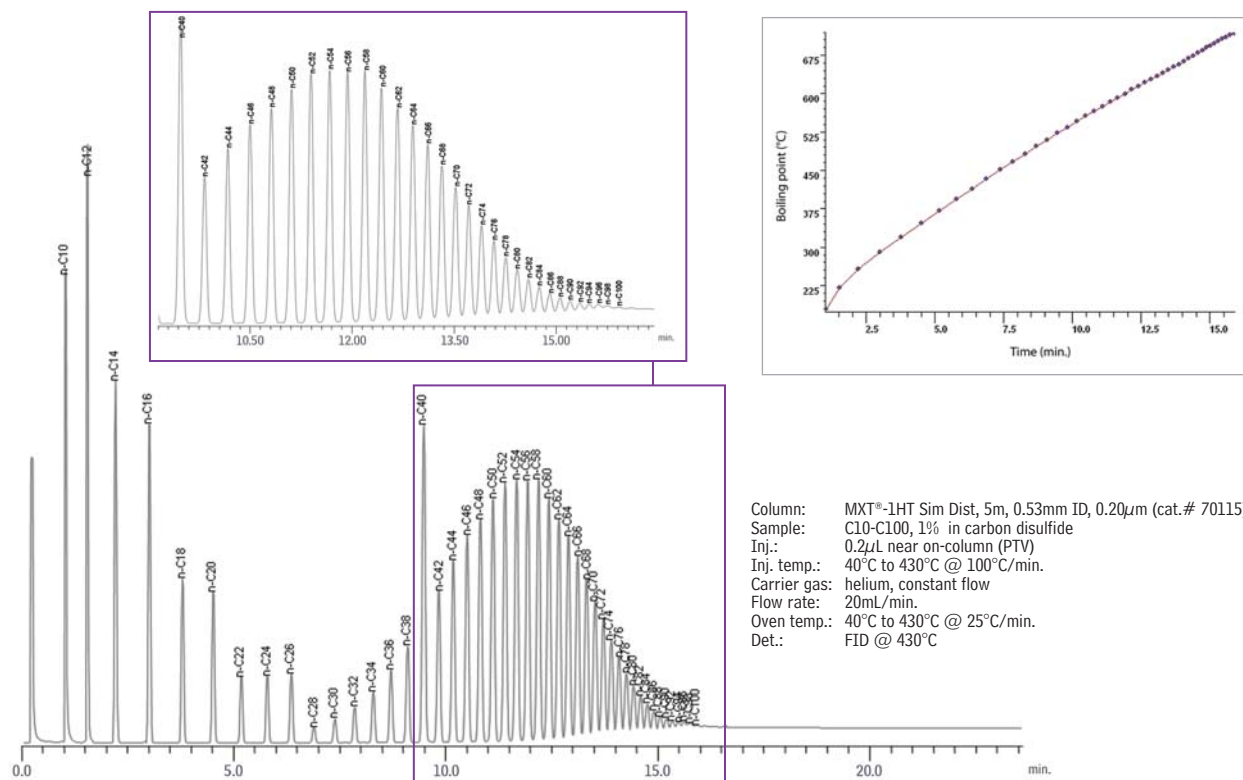 n-C40
n-C42
n-C44
n-C46
n-C48
n-C50
n-C52
n-C54
n-C56
n-C58
n-C60
n-C62
n-C64
n-C66
n-C68
n-C70
n-C72
n-C74
n-C76
n-C78
n-C80
n-C82
n-C84
n-C86
n-C88
n-C90
n-C92
n-C94
n-C96
n-C98
n-C100
10.50 12.00 13.50 15.00 min.
675
600
525
450
375
300
225
Boiling point (°C)
2.5 5.0 7.5 10.0 12.5 15.0
Time (min.)
n-C10
n-C12
n-C14
n-C16
n-C18
n-C20
n-C22
n-C24
n-C26
n-C28
n-C30
n-C32
n-C34
n-C36
n-C38
n-C40
n-C42
n-C44
n-C46
n-C48
n-C50
n-C52
n-C54
n-C56
n-C58
n-C60
n-C62
n-C64
n-C66
n-C68
n-C70
n-C72
n-C74
n-C76
n-C78
n-C100
0.0 5.0 10.0 15.0 20.0 min.
Column: MXT®-1HT Sim Dist, 5m, 0.53mm ID, 0.20µm (cat.# 70115
Sample: C10-C100, 1% in carbon disulfide
Inj.: 0.2µL near on-column (PTV)
Inj. temp.: 40°C to 430°C @ 100°C/min.
Carrier gas: helium, constant flow
Flow rate: 20mL/min.
Oven temp.: 40°C to 430°C @ 25°C/min.
Det.: FID @ 430°C